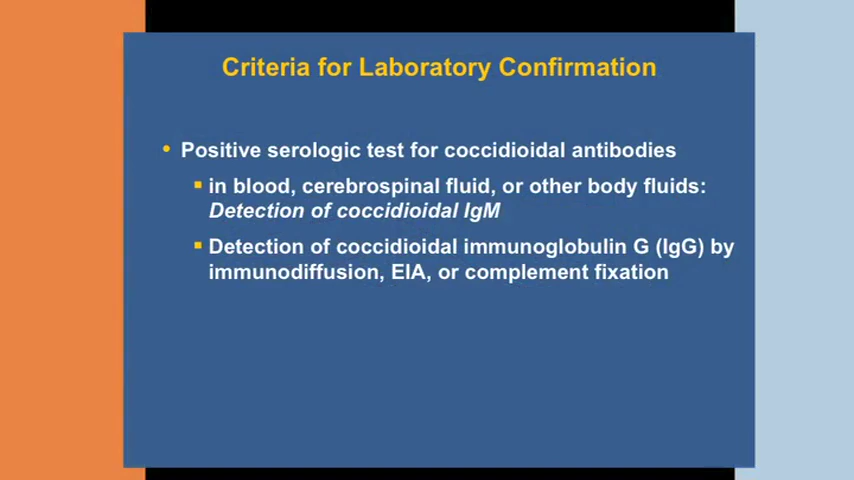 Criteria for Laboratory Confirmation
• Positive serologic test for coccidioidal antibodies
▪ in blood, cerebrospinal fluid, or other body fluids:
Detection of coccidioidal IgM
▪ Detection of coccidioidal immunoglobulin G (IgG) by
immunodiffusion, EIA, or complement fixation